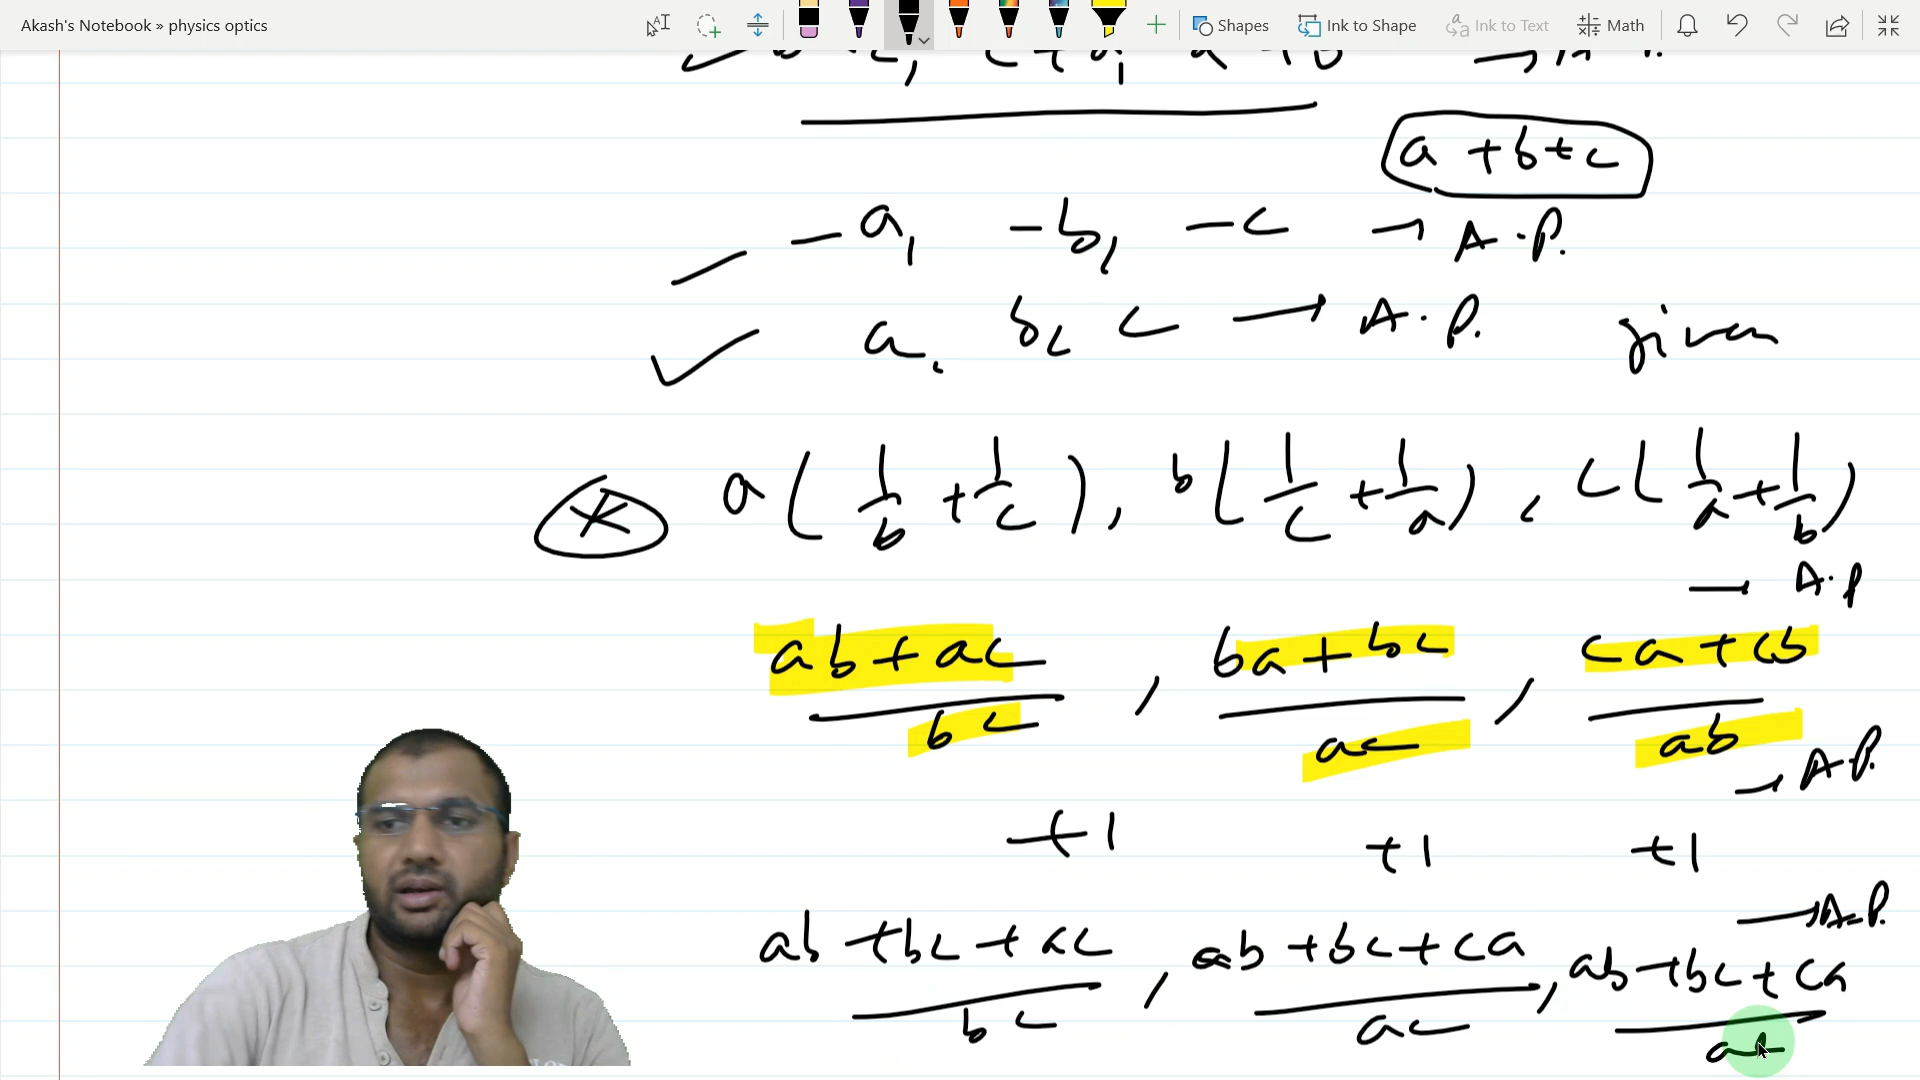 Akash's Notebook » physics optics
Shapes Ink to Shape Ink to Text Math
a + b + c
-a, -b, -c → A.P.
a, b, c → A.P. given
a(1/b + 1/c), b(1/c + 1/a), c(1/a + 1/b)
→ A.P
(ab + ac)/bc, (ba + bc)/ac, (ca + cb)/ab
→ A.P.
+1 +1 +1
→ A.P.
(ab + bc + ac)/bc, (ab + bc + ca)/ac, (ab + bc + ca)/ab